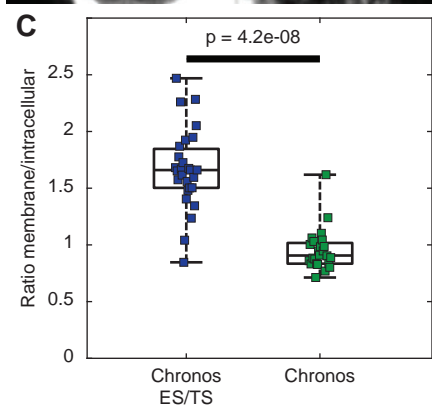 C
p = 4.2e-08
2.5
2
1.5
1
0.5
0
Ratio membrane/intracellular
Chronos
ES/TS
Chronos